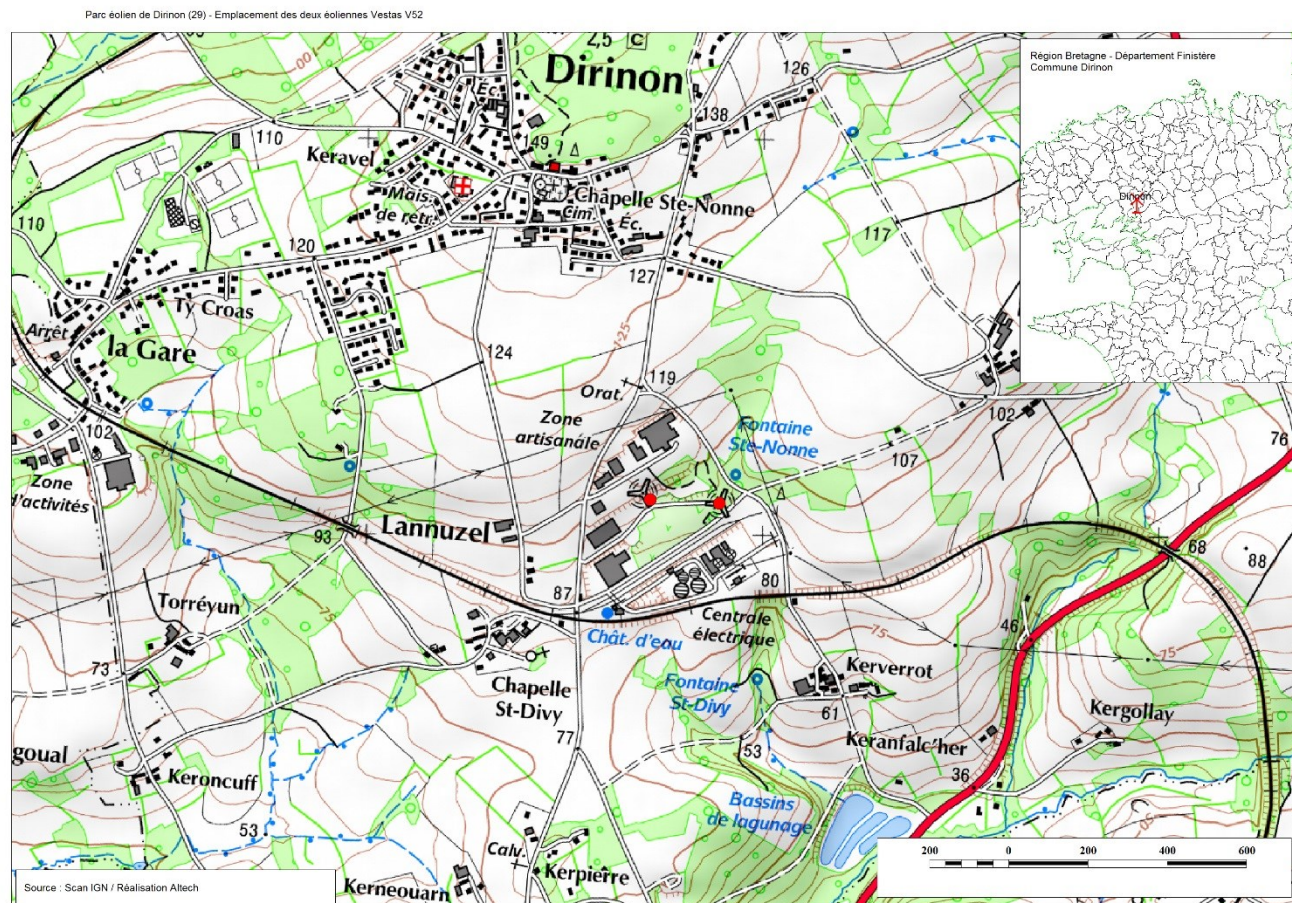 Parc éolien de Dirinon (29) - Emplacement des deux éoliennes Vestas V52
Région Bretagne - Département Finistére
Commune Dirinon
Dirinon
2,5
C
Dirinon
126
138
Éc.
110
149
Keravel
Mais.
de retr.
Chapelle Ste-Nonne
Cim.
Éc.
110
120
127
117
Ty Croas
Arrêt
la Gare
124
125
119
Orat.
102
102
Zone
artisanale
Fontaine
Ste-Nonne
107
76
Zone
d'activités
Lannuzel
93
68
88
87
80
Torréyun
75
Centrale
électrique
75
46
75
Chât. d'eau
73
Chapelle
St-Divy
Fontaine
St-Divy
Kerverrot
61
Kergollay
goual
77
53
Keranfalc'her
Keroncuff
36
53
Bassins
de lagunage
50
Calv.
Kerpierre
Kerneouarn
200 0 200 400 600
Source : Scan IGN / Réalisation Altech